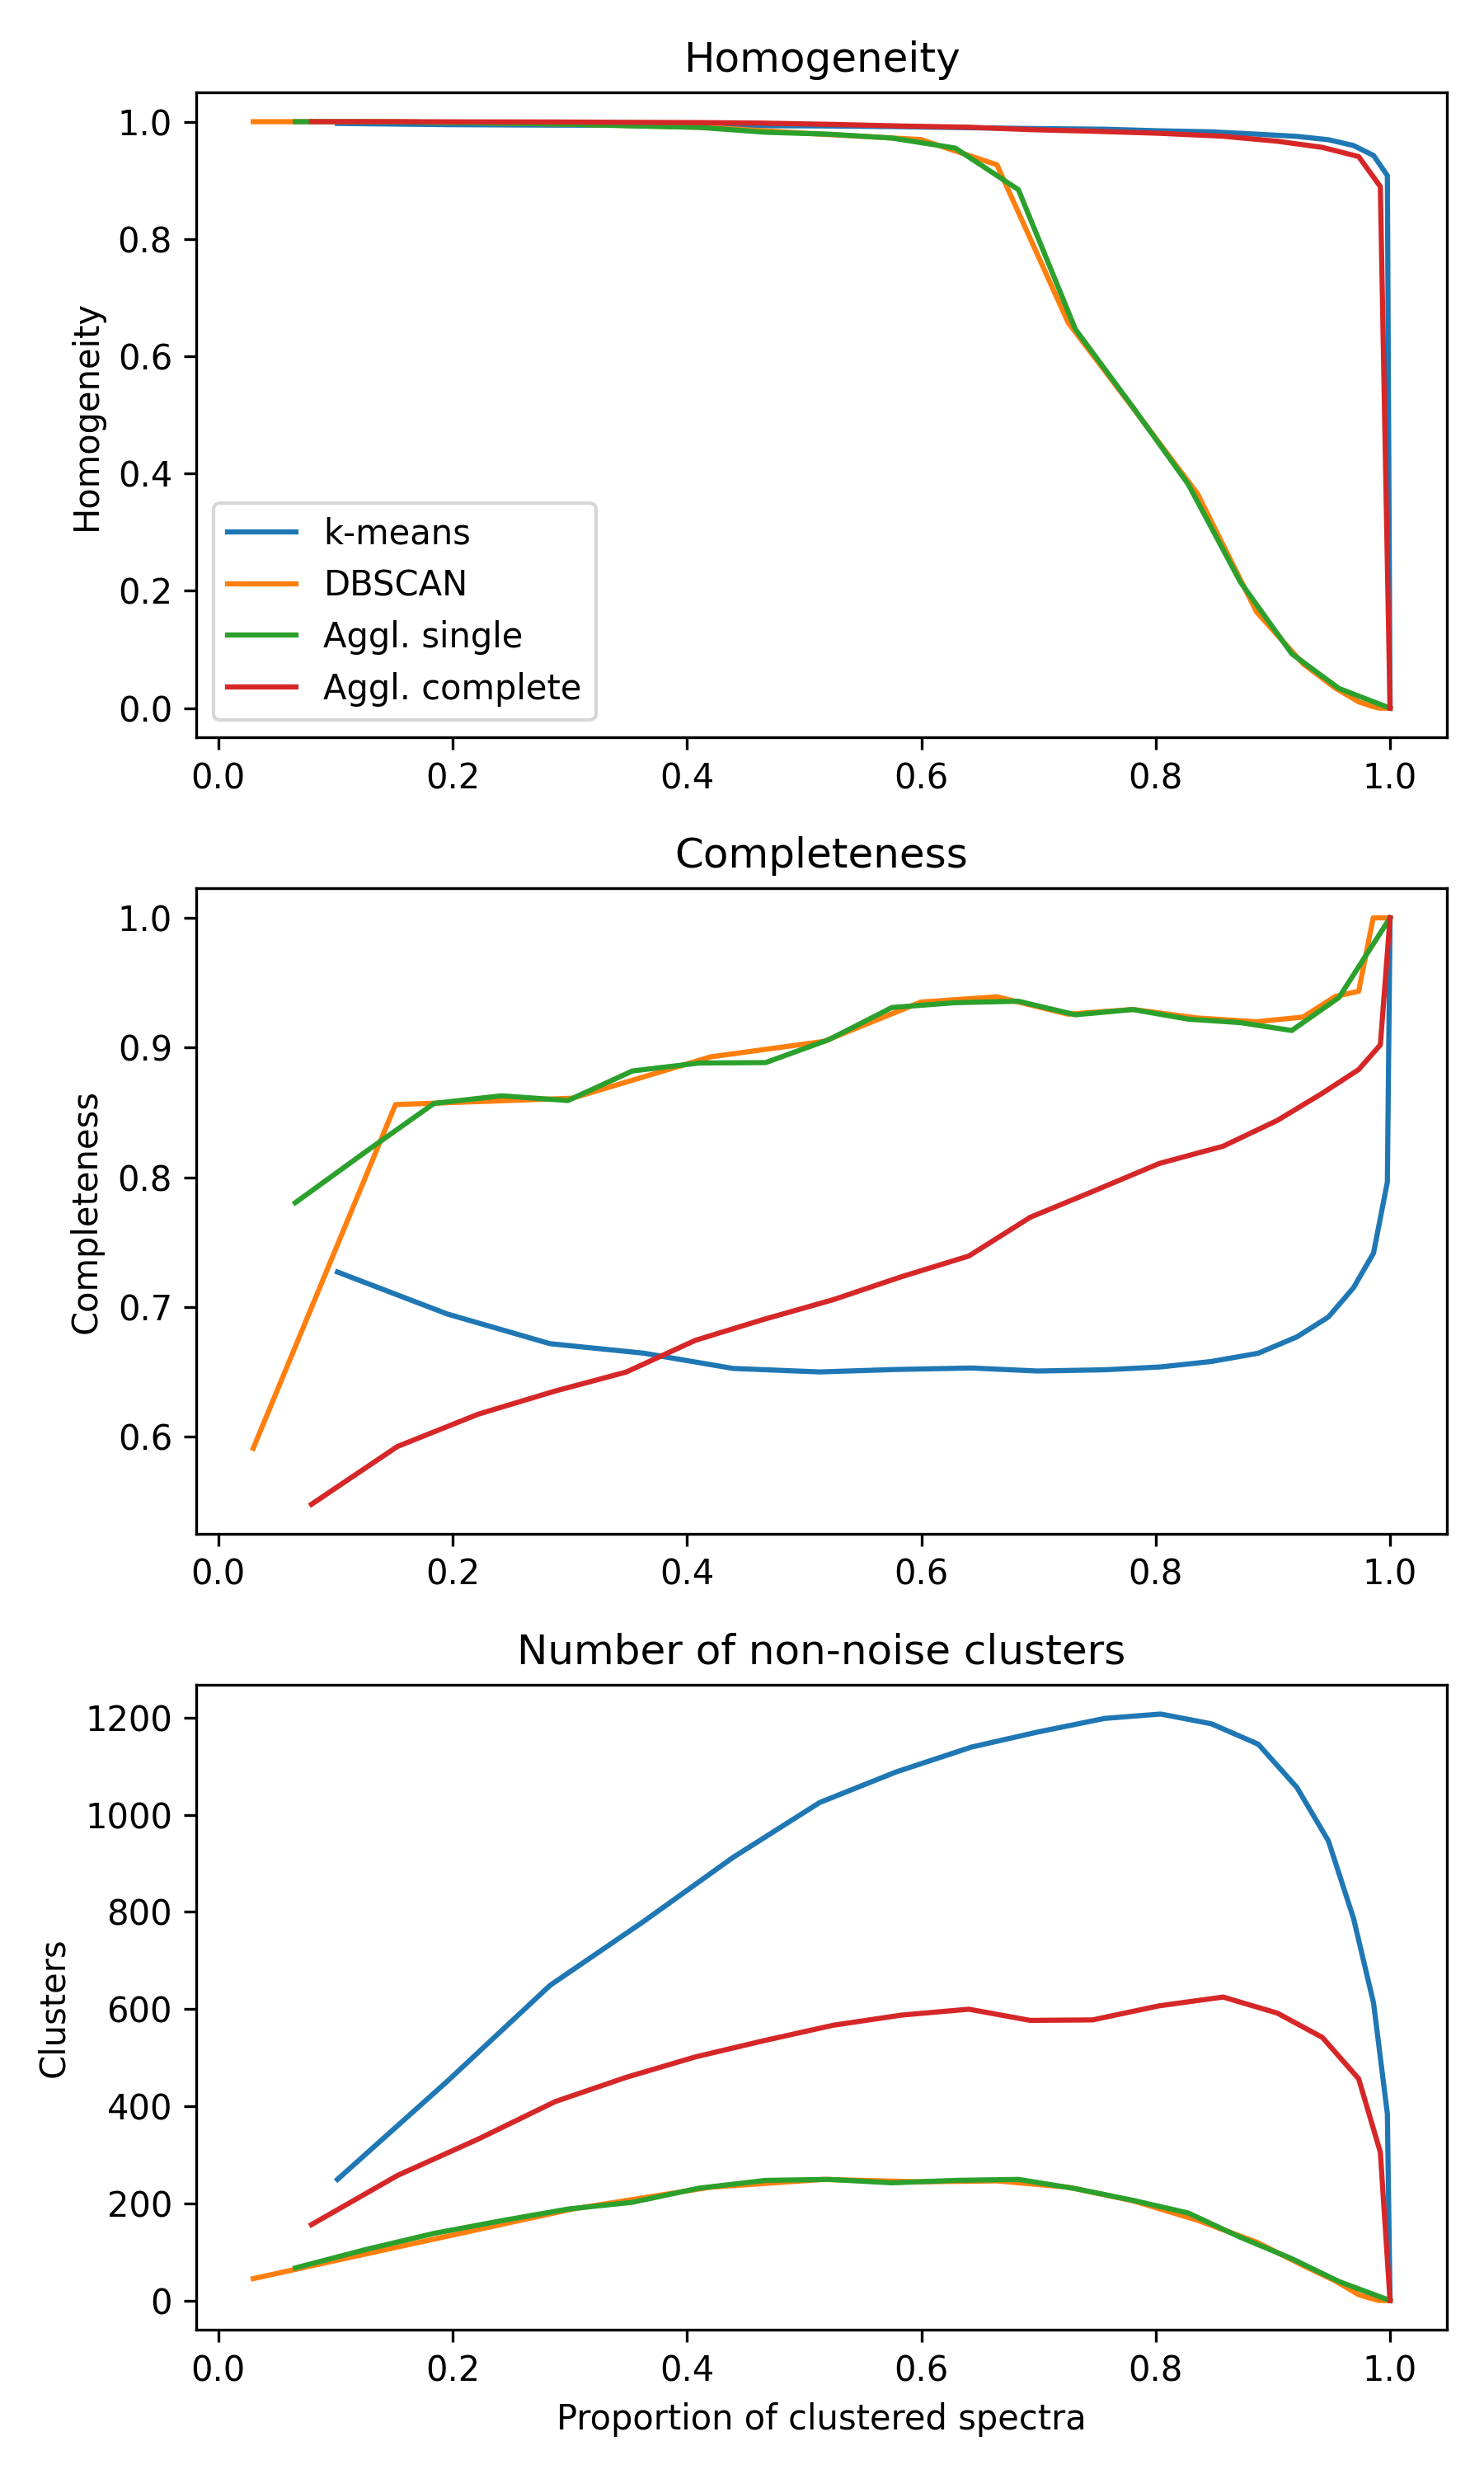 Homogeneity
1.0
0.8
0.6
0.4
0.2
0.0
Homogeneity
k-means
DBSCAN
Aggl. single
Aggl. complete
0.0 0.2 0.4 0.6 0.8 1.0
Completeness
1.0
0.9
0.8
0.7
0.6
Completeness
0.0 0.2 0.4 0.6 0.8 1.0
Number of non-noise clusters
1200
1000
800
600
400
200
0
Clusters
0.0 0.2 0.4 0.6 0.8 1.0
Proportion of clustered spectra